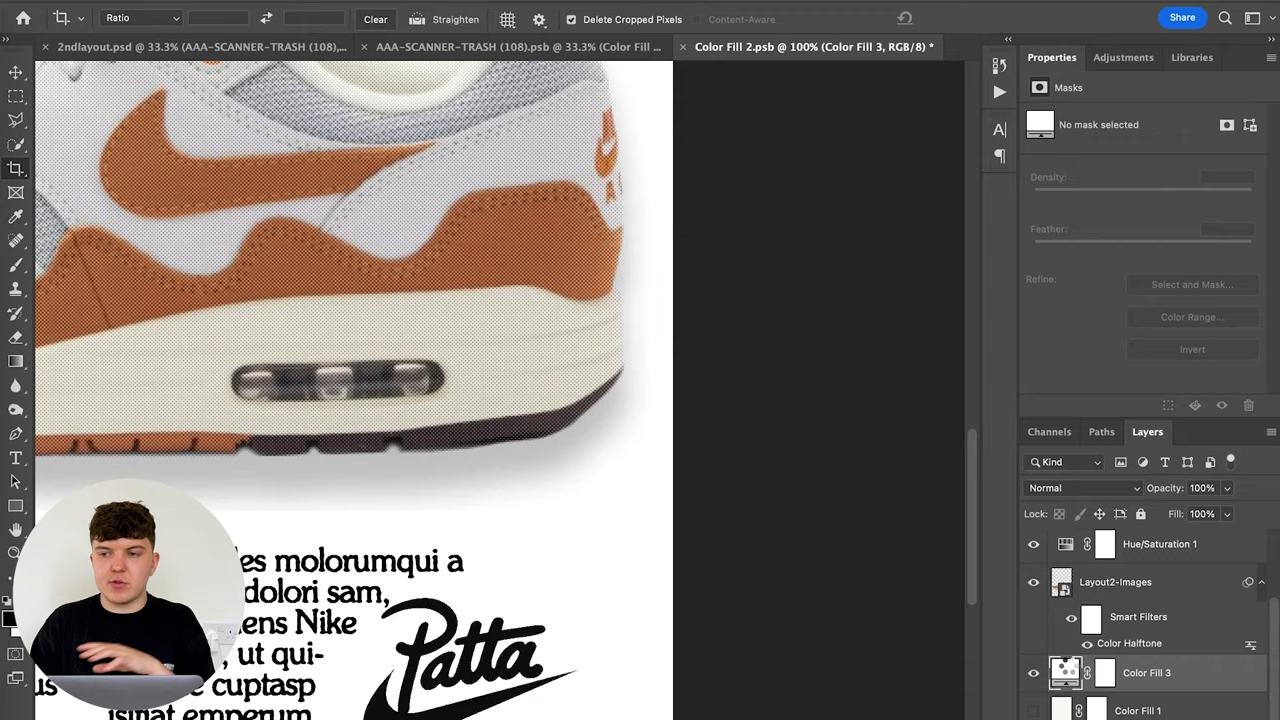 Ratio
Clear
Straighten
Delete Cropped Pixels
Content-Aware
Share
2ndlayout.psd @ 33.3% (AAA-SCANNER-TRASH (108),...
AAA-SCANNER-TRASH (108).psb @ 33.3% (Color Fill ...
Color Fill 2.psb @ 100% (Color Fill 3, RGB/8) *
Properties
Adjustments
Libraries
Masks
No mask selected
Density:
Feather:
Refine:
Select and Mask...
Color Range...
Invert
Channels
Paths
Layers
Kind
Normal
Opacity: 100%
Lock:
Fill: 100%
Hue/Saturation 1
Layout2-Images
Smart Filters
Color Halftone
Color Fill 3
Color Fill 1
es molorumqui a
dolori sam,
ens Nike
, ut qui-
us
e cuptasp
isitiat emperum
Patta